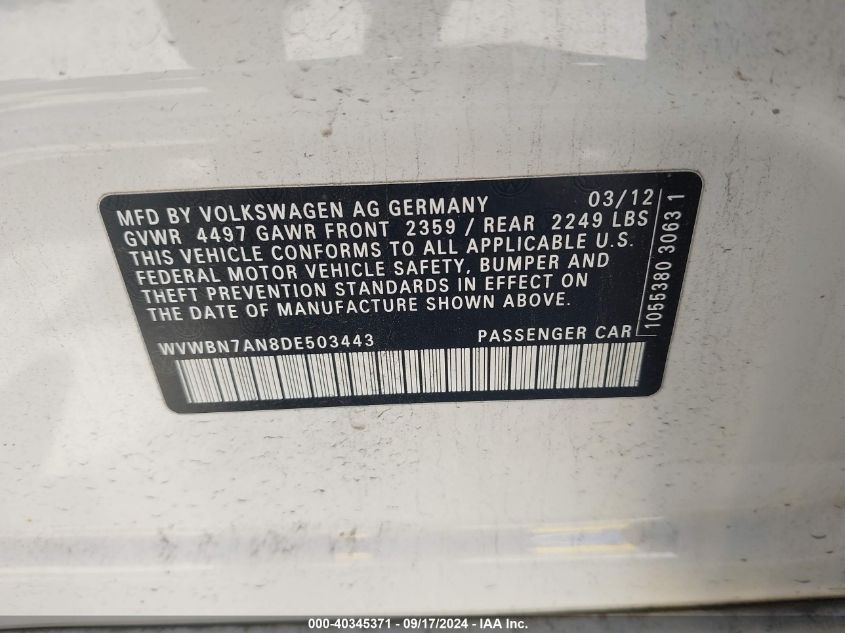 MFD BY VOLKSWAGEN AG GERMANY 03/12
GVWR 4497 GAWR FRONT 2359 / REAR 2249 LBS
THIS VEHICLE CONFORMS TO ALL APPLICABLE U.S.
FEDERAL MOTOR VEHICLE SAFETY, BUMPER AND
THEFT PREVENTION STANDARDS IN EFFECT ON
THE DATE OF MANUFACTURE SHOWN ABOVE.
WVWBN7AN8DE503443 PASSENGER CAR
1055380 3063 1
000-40345371 - 09/17/2024 - IAA Inc.